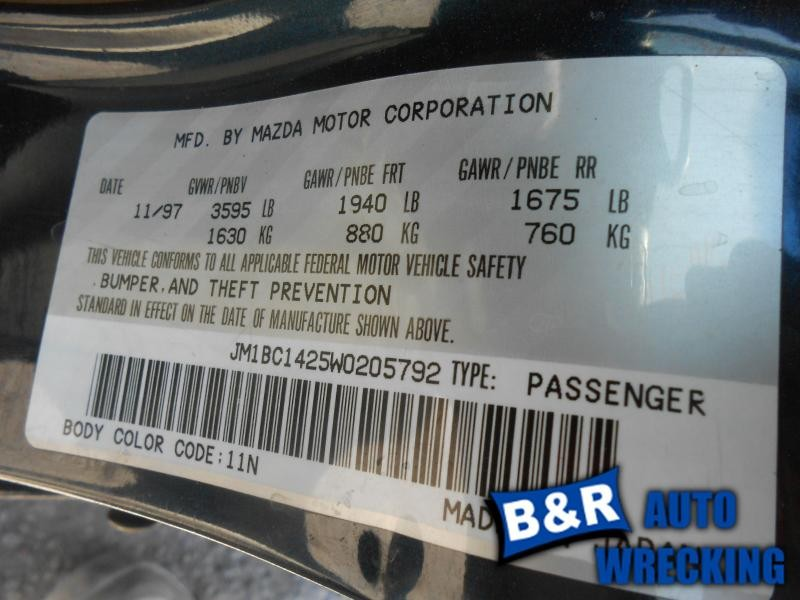 MFD. BY MAZDA MOTOR CORPORATION
DATE GVWR/PNBV GAWR/PNBE FRT GAWR/PNBE RR
11/97 3595 LB 1940 LB 1675 LB
1630 KG 880 KG 760 KG
THIS VEHICLE CONFORMS TO ALL APPLICABLE FEDERAL MOTOR VEHICLE SAFETY
,BUMPER,AND THEFT PREVENTION
STANDARD IN EFFECT ON THE DATE OF MANUFACTURE SHOWN ABOVE.
JM1BC1425W0205792 TYPE: PASSENGER
BODY COLOR CODE:11N
MADE
B&R AUTO
WRECKING